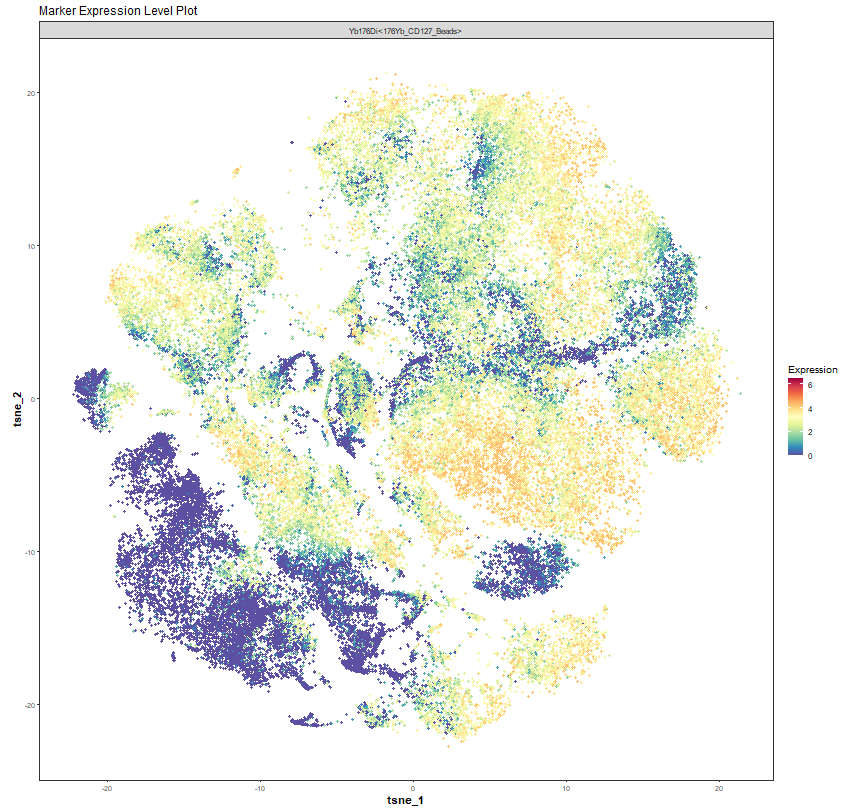 Marker Expression Level Plot
Yb176Di<176Yb_CD127_Beads>
20
10
0
-10
-20
tsne_2
-20
-10
0
10
20
tsne_1
Expression
6
4
2
0